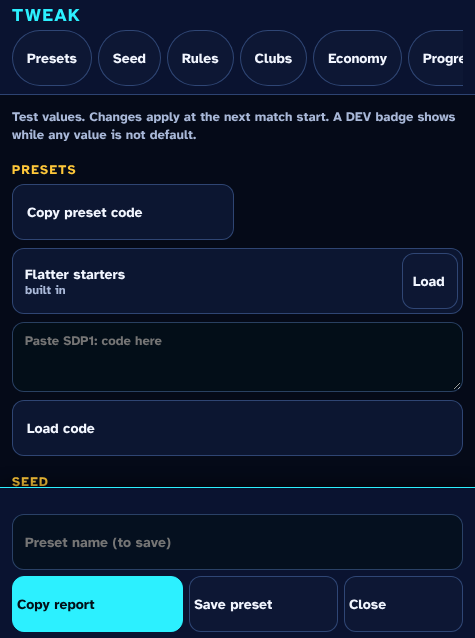 TWEAK
Presets
Seed
Rules
Clubs
Economy
Progre
Test values. Changes apply at the next match start. A DEV badge shows
while any value is not default.
PRESETS
Copy preset code
Flatter starters
built in
Load
Paste SDP1: code here
Load code
SEED
Preset name (to save)
Copy report
Save preset
Close